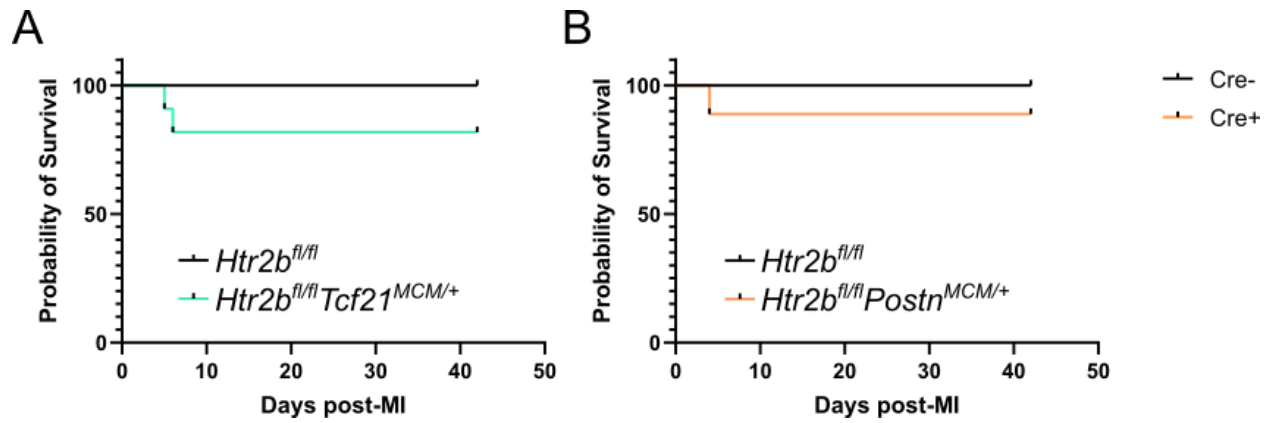 A
Probability of Survival
100
50
0
Htr2b^fl/fl
Htr2b^fl/fl Tcf21^MCM/+
0 10 20 30 40 50
Days post-MI
B
Probability of Survival
100
50
0
Htr2b^fl/fl
Htr2b^fl/fl Postn^MCM/+
0 10 20 30 40 50
Days post-MI
Cre-
Cre+